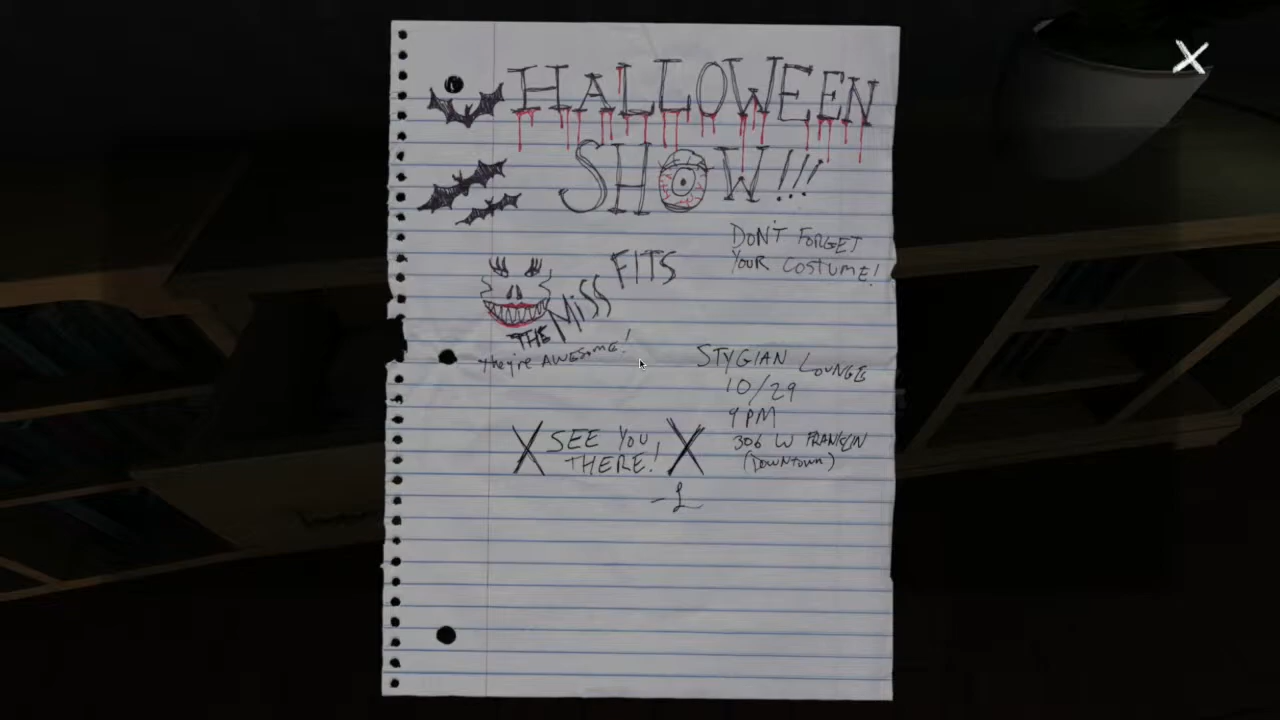 HALLOWEEN
SHOW!!!
DON'T FORGET
YOUR COSTUME!
THE MISS FITS
They're AWESOME!
STYGIAN LOUNGE
10/29
9PM
306 W FRANKLIN
(DOWNTOWN)
X SEE YOU X
THERE!
-L